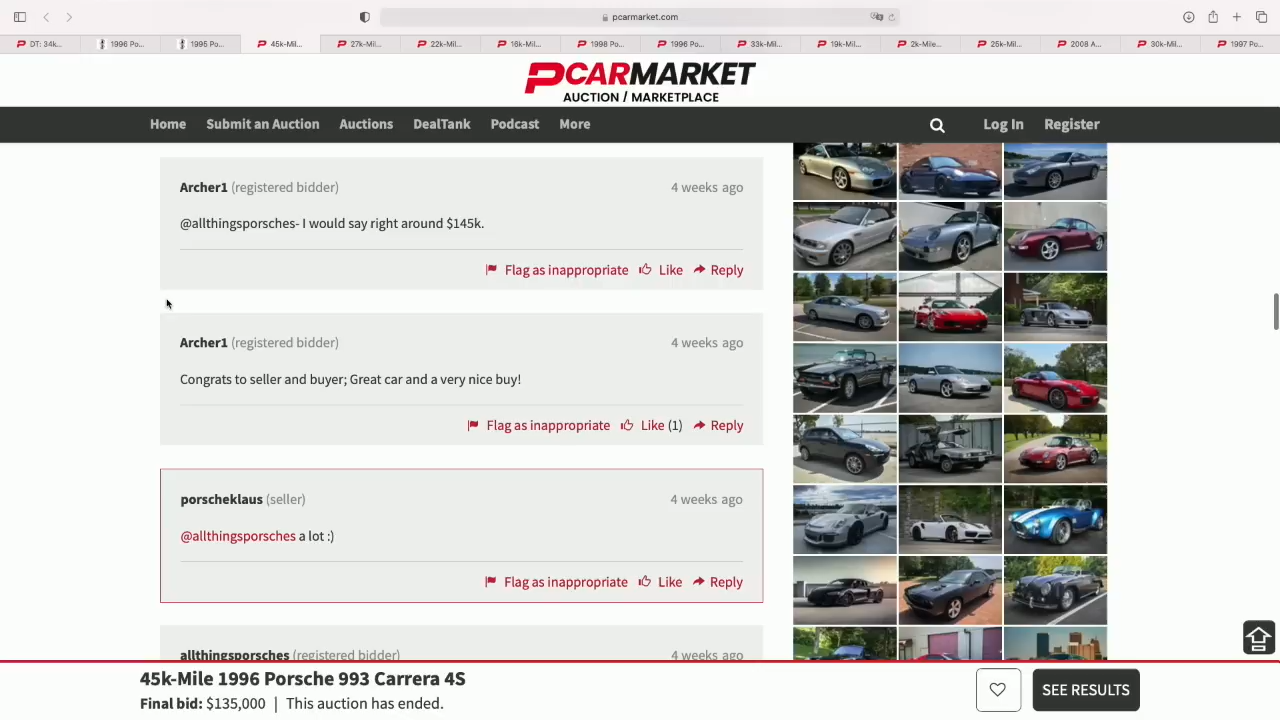 pcarmarket.com
DT: 34k...
1996 Po...
1995 Po...
45k-Mil...
27k-Mil...
22k-Mil...
16k-Mil...
1998 Po...
1996 Po...
33k-Mil...
19k-Mil...
2k-Mile...
25k-Mil...
2008 A...
30k-Mil...
1997 Po...
PCARMARKET
AUCTION / MARKETPLACE
Home Submit an Auction Auctions DealTank Podcast More Log In Register
Archer1 (registered bidder) 4 weeks ago
@allthingsporsches- I would say right around $145k.
Flag as inappropriate Like Reply
Archer1 (registered bidder) 4 weeks ago
Congrats to seller and buyer; Great car and a very nice buy!
Flag as inappropriate Like (1) Reply
porscheklaus (seller) 4 weeks ago
@allthingsporsches a lot :)
Flag as inappropriate Like Reply
allthingsporsches (registered bidder) 4 weeks ago
45k-Mile 1996 Porsche 993 Carrera 4S
Final bid: $135,000 | This auction has ended.
SEE RESULTS